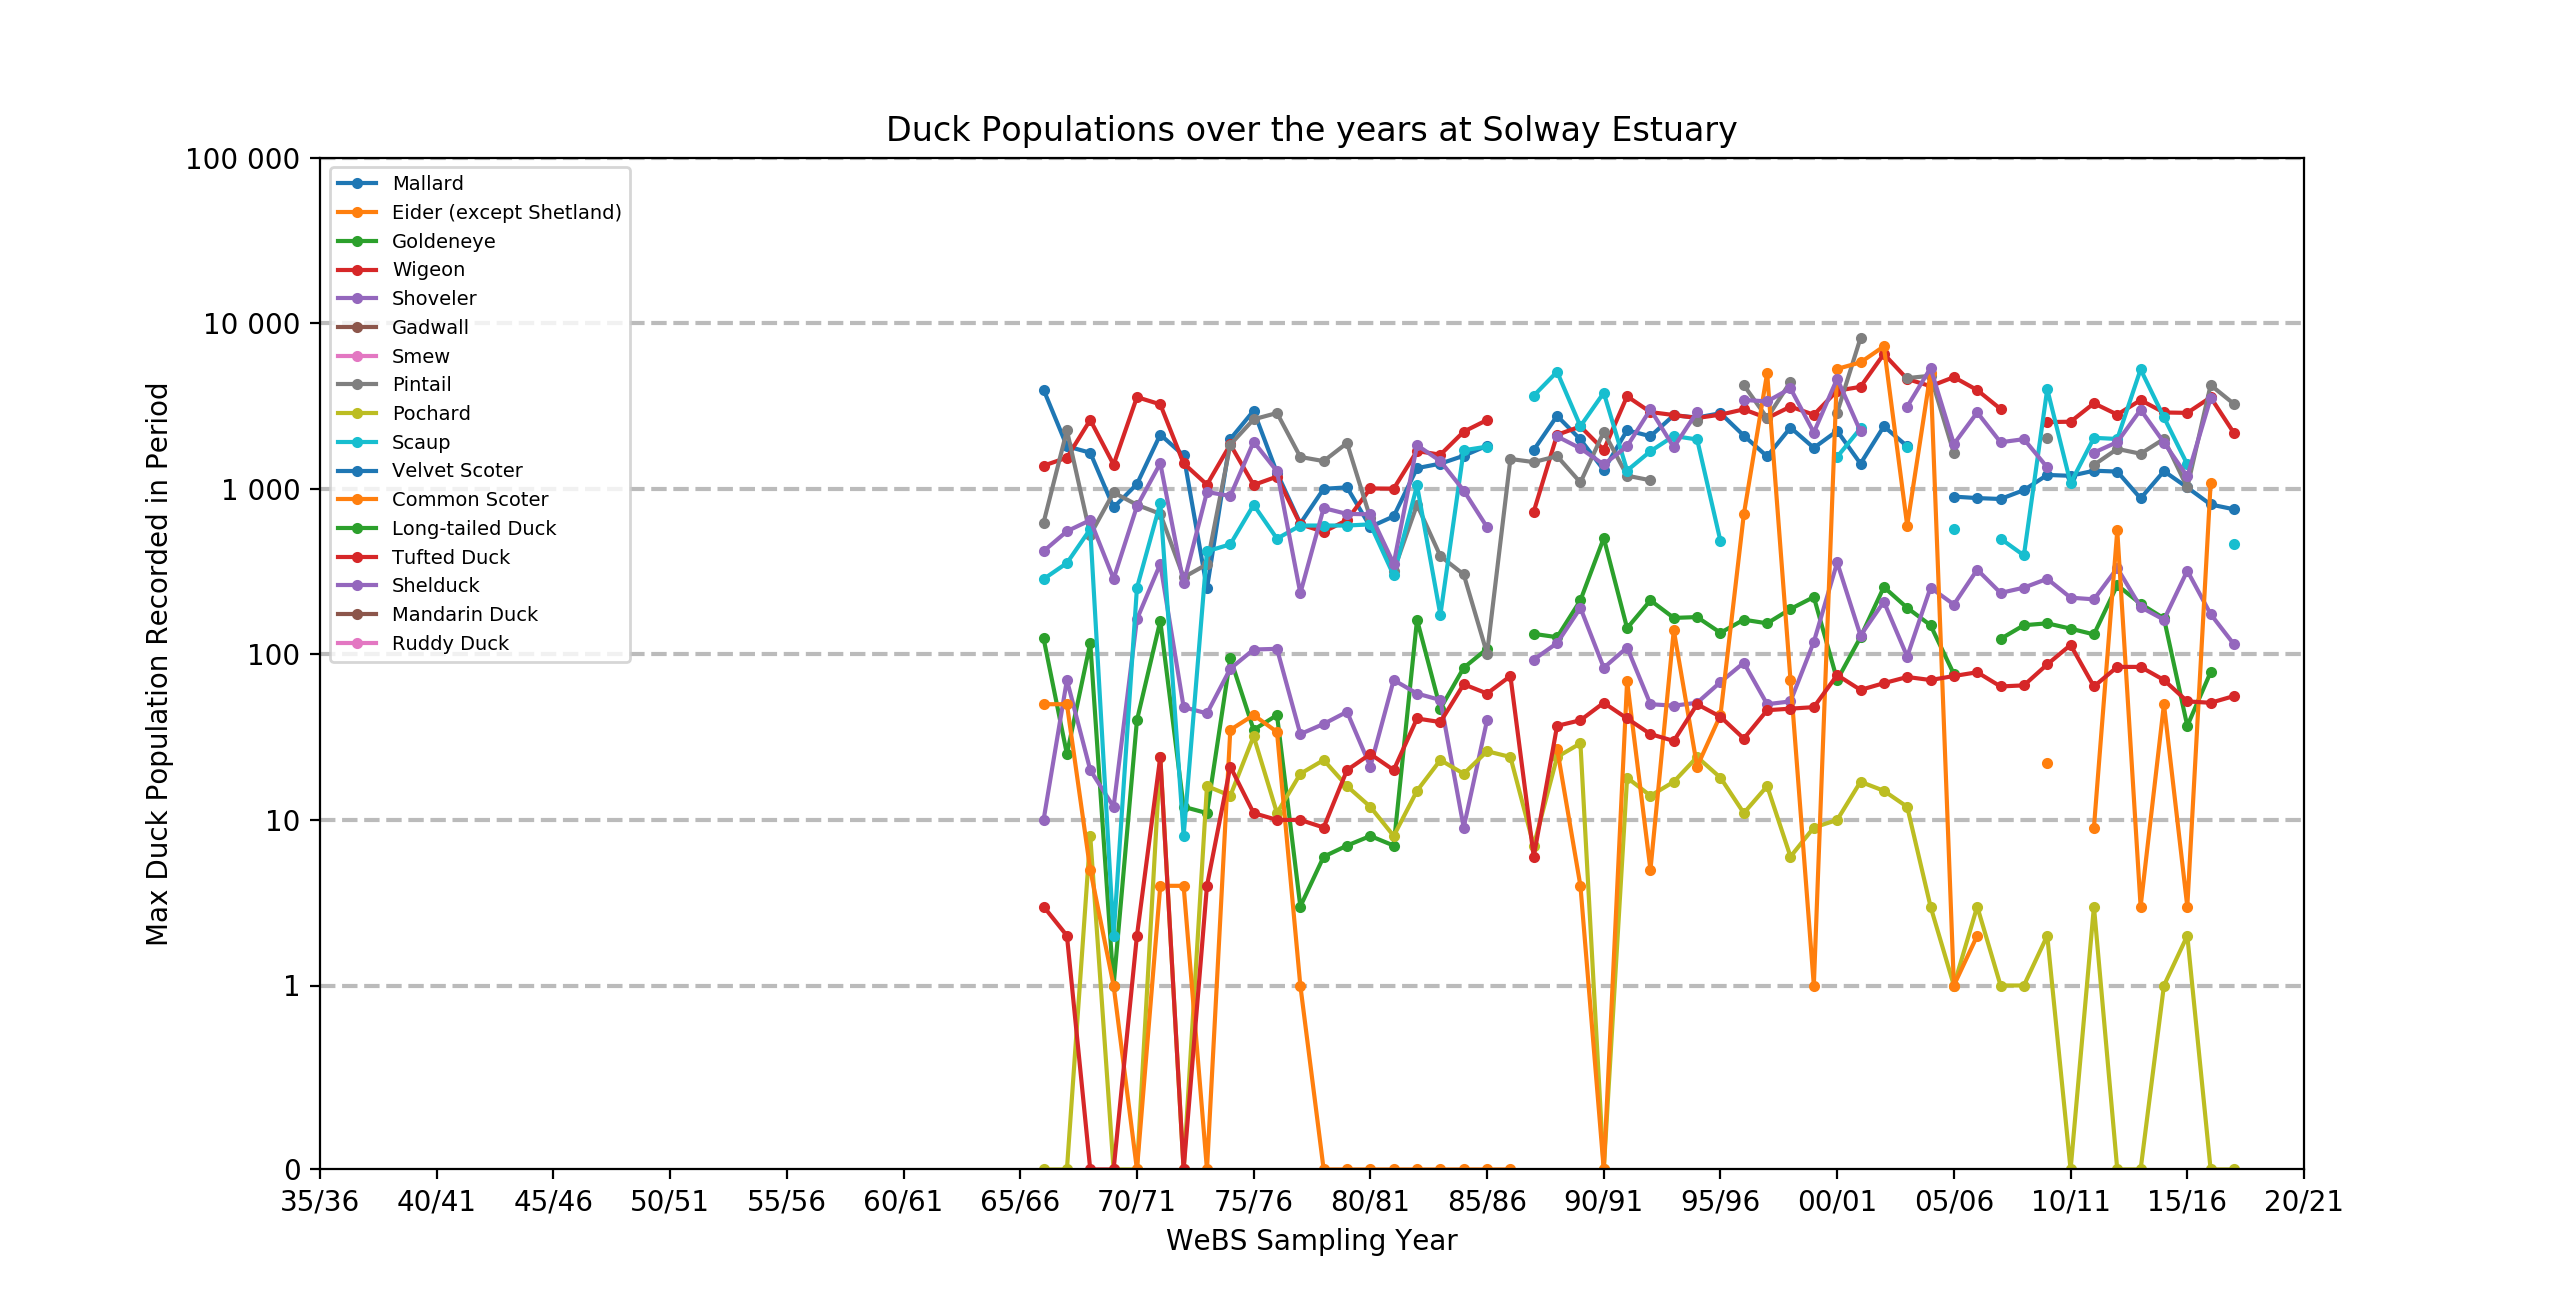 Duck Populations over the years at Solway Estuary
100 000
10 000
1 000
100
10
1
0
Max Duck Population Recorded in Period
Mallard
Eider (except Shetland)
Goldeneye
Wigeon
Shoveler
Gadwall
Smew
Pintail
Pochard
Scaup
Velvet Scoter
Common Scoter
Long-tailed Duck
Tufted Duck
Shelduck
Mandarin Duck
Ruddy Duck
35/36 40/41 45/46 50/51 55/56 60/61 65/66 70/71 75/76 80/81 85/86 90/91 95/96 00/01 05/06 10/11 15/16 20/21
WeBS Sampling Year